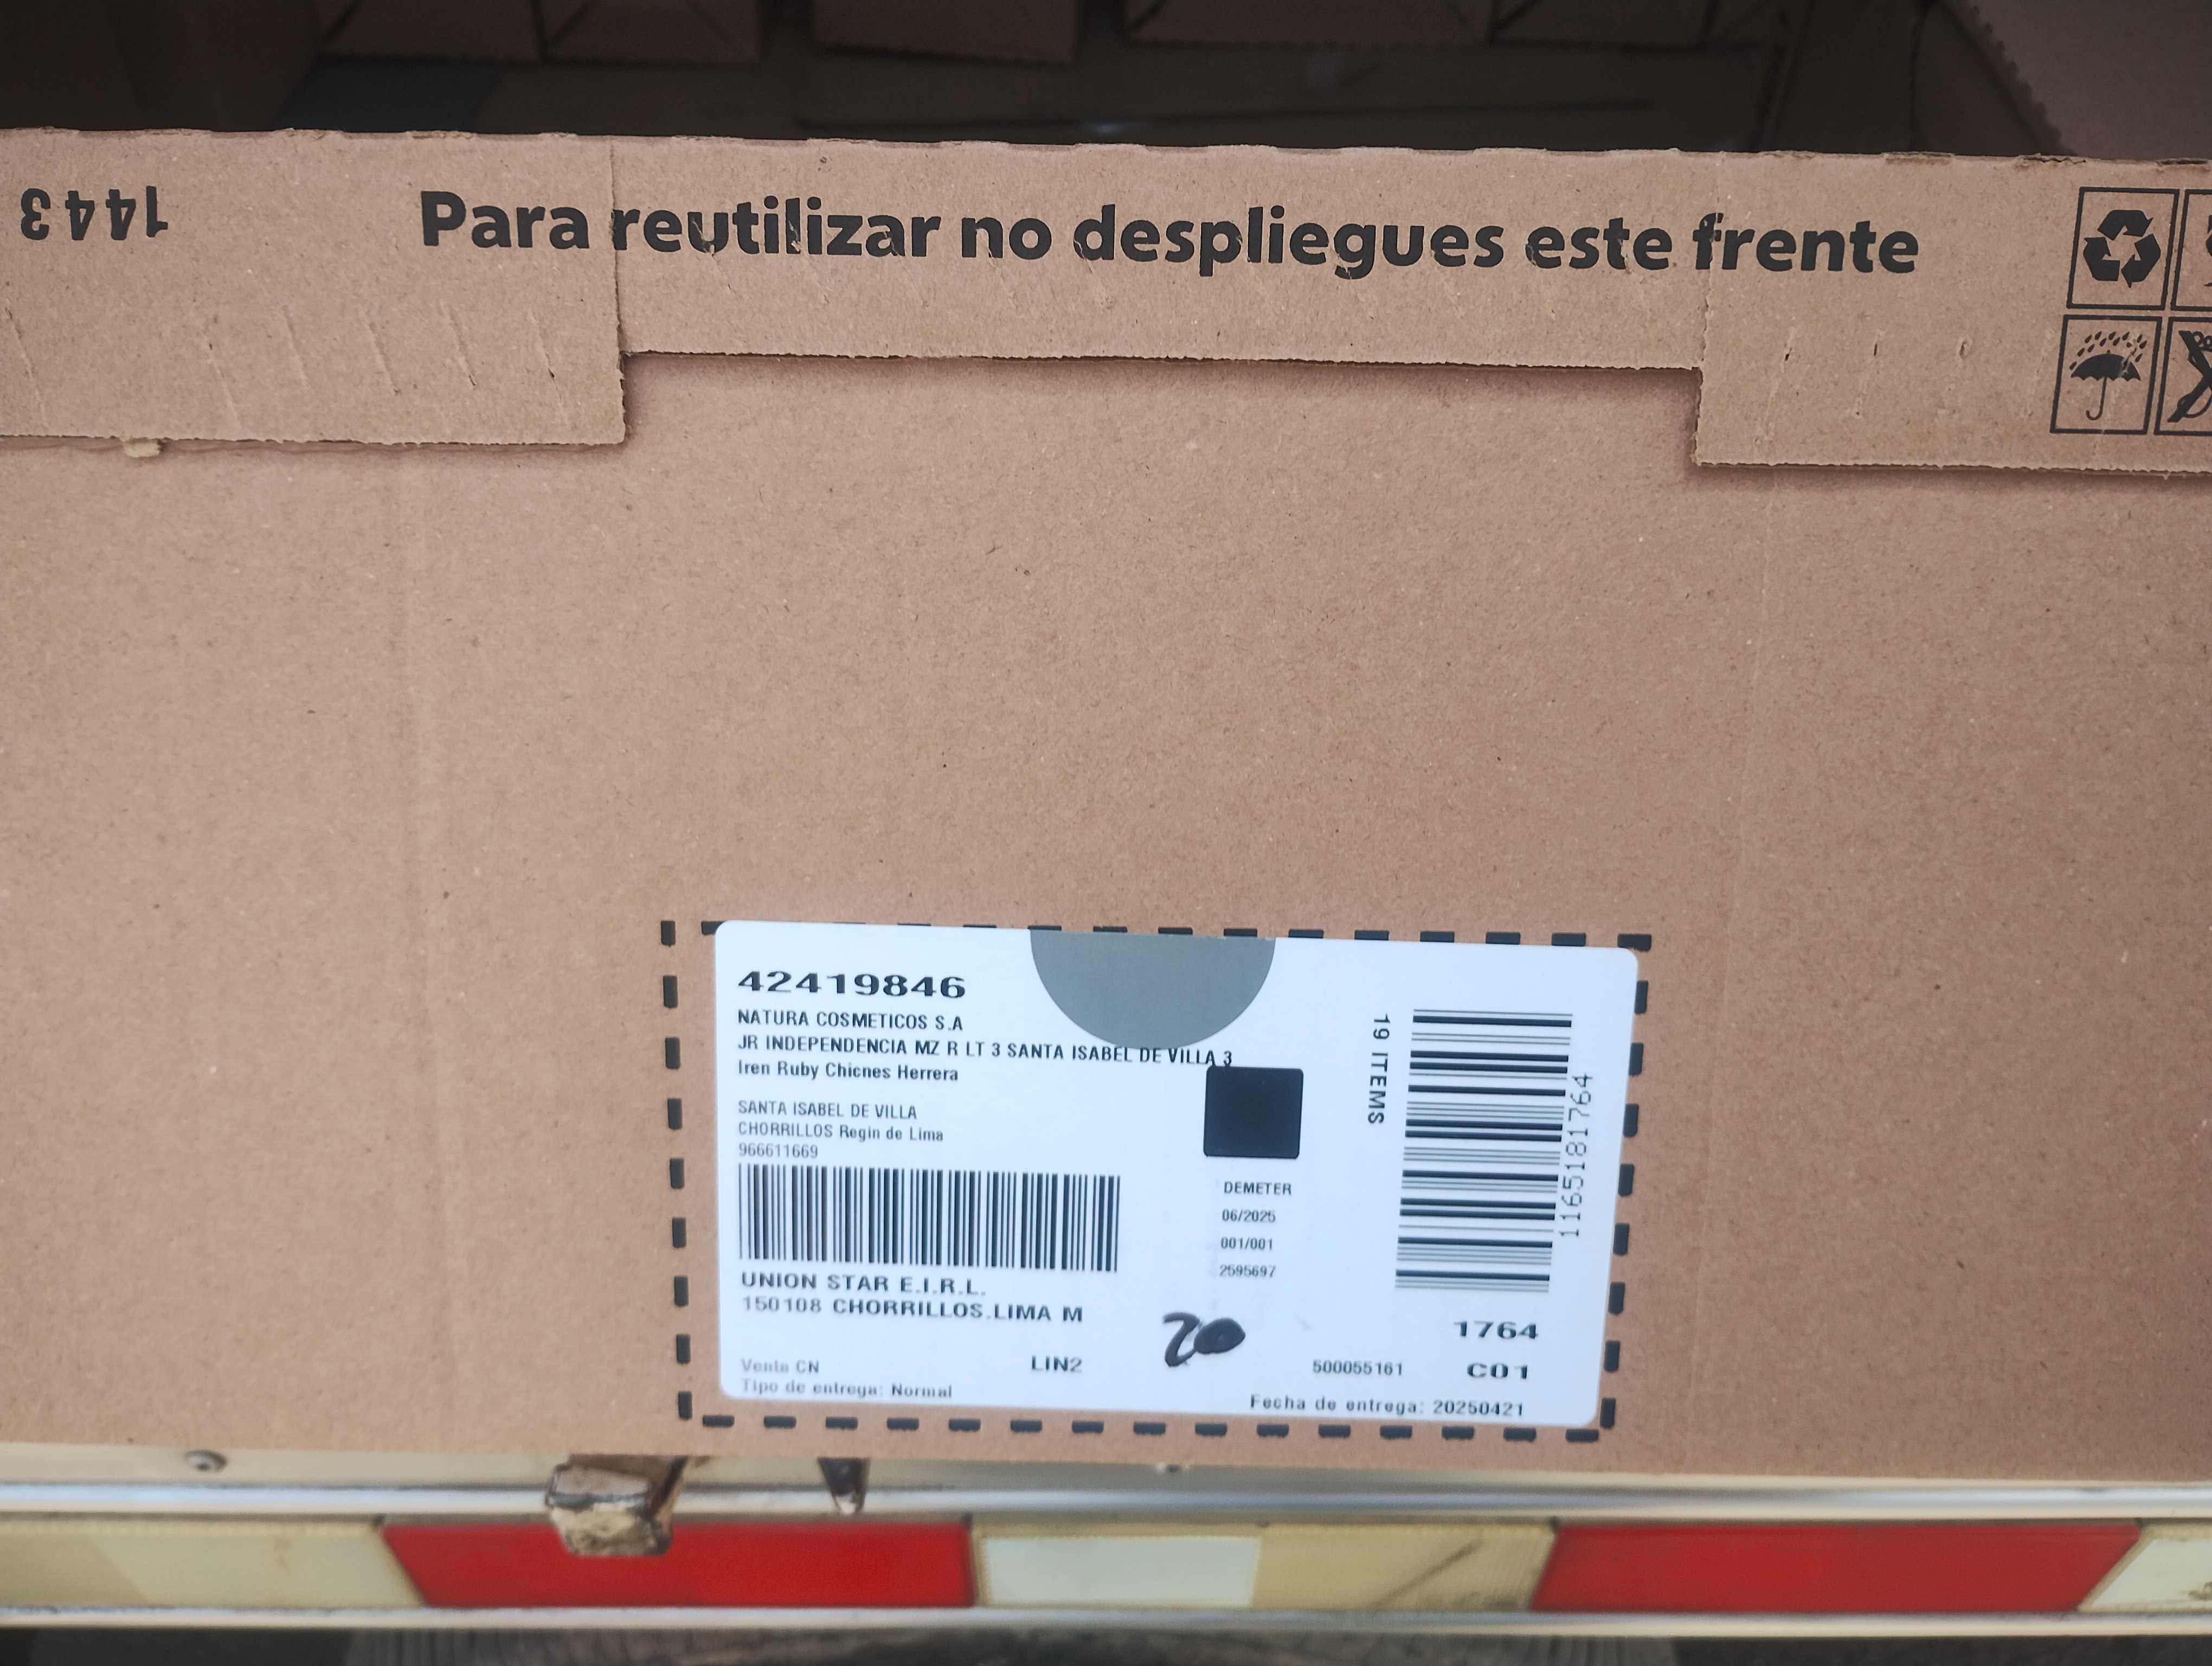 1443
Para reutilizar no despliegues este frente
42419846
NATURA COSMETICOS S.A
JR INDEPENDENCIA MZ R LT 3 SANTA ISABEL DE VILLA 3
Iren Ruby Chicnes Herrera
SANTA ISABEL DE VILLA
CHORRILLOS Regin de Lima
966611669
UNION STAR E.I.R.L.
150108 CHORRILLOS.LIMA M
Venta CN
LIN2
Tipo de entrega: Normal
DEMETER
06/2025
001/001
2595697
20
19 ITEMS
116518181764
1764
500055161
C01
Fecha de entrega: 20250421